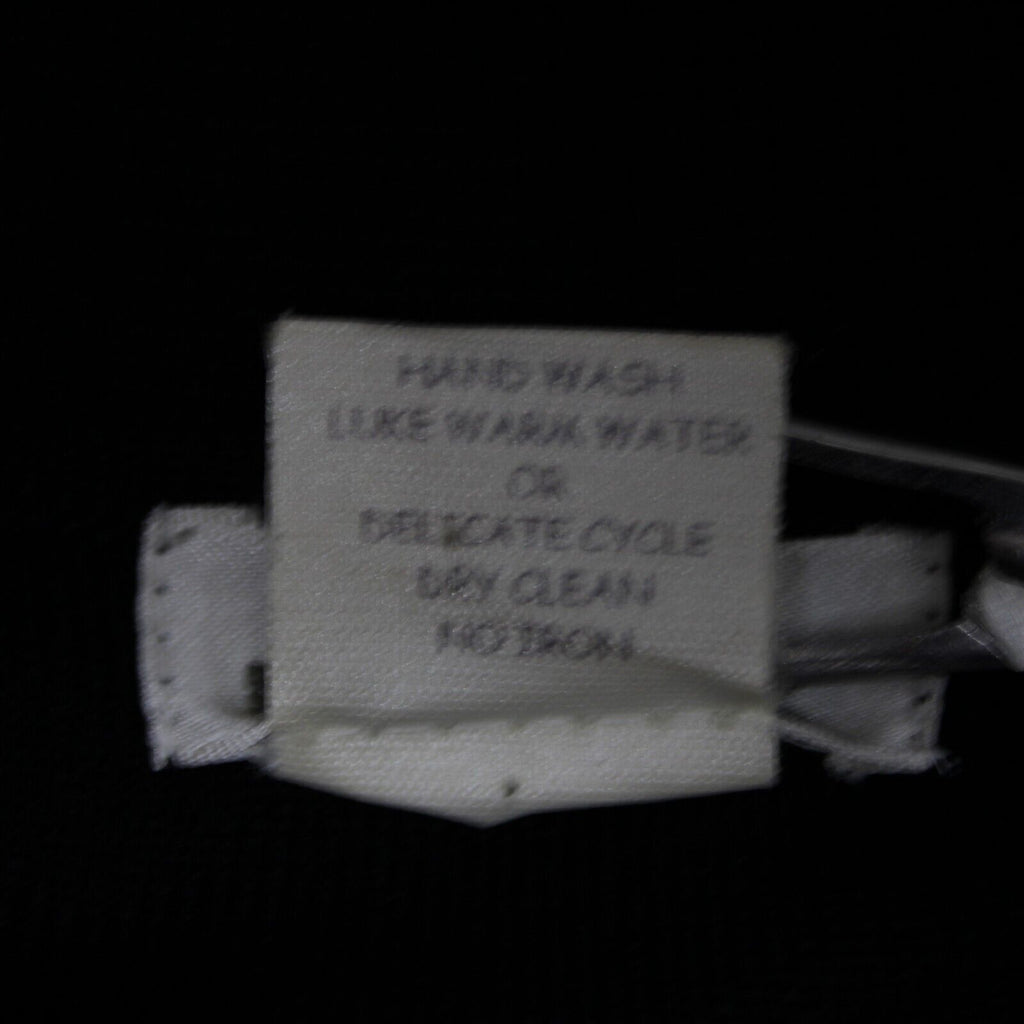 HAND WASH
LUKE WARM WATER
OR
DELICATE CYCLE
DRY CLEAN
NO IRON